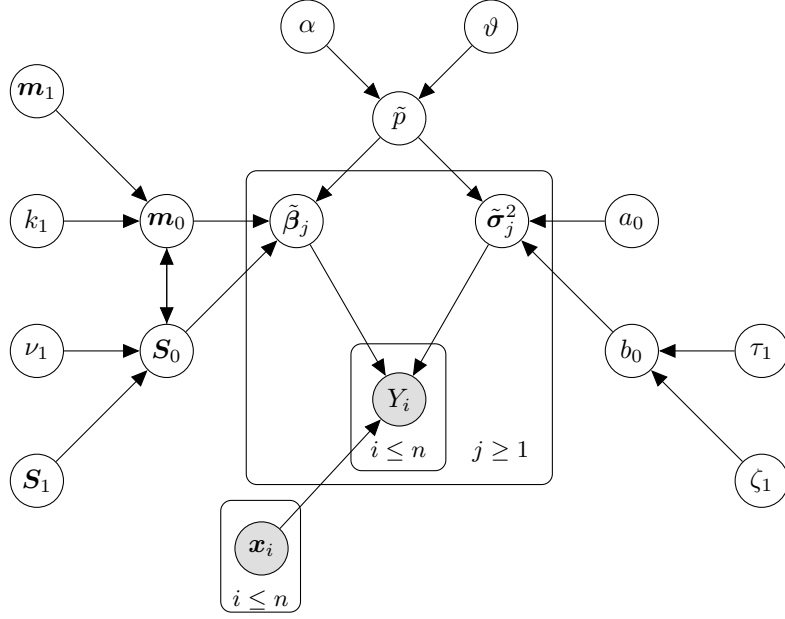 α ϑ
𝒎₁ p̃
k₁ 𝒎₀ 𝜷̃ⱼ 𝝈̃ⱼ² a₀
ν₁ 𝑺₀ b₀ τ₁
Yᵢ
i ≤ n j ≥ 1
𝑺₁ ζ₁
𝒙ᵢ
i ≤ n